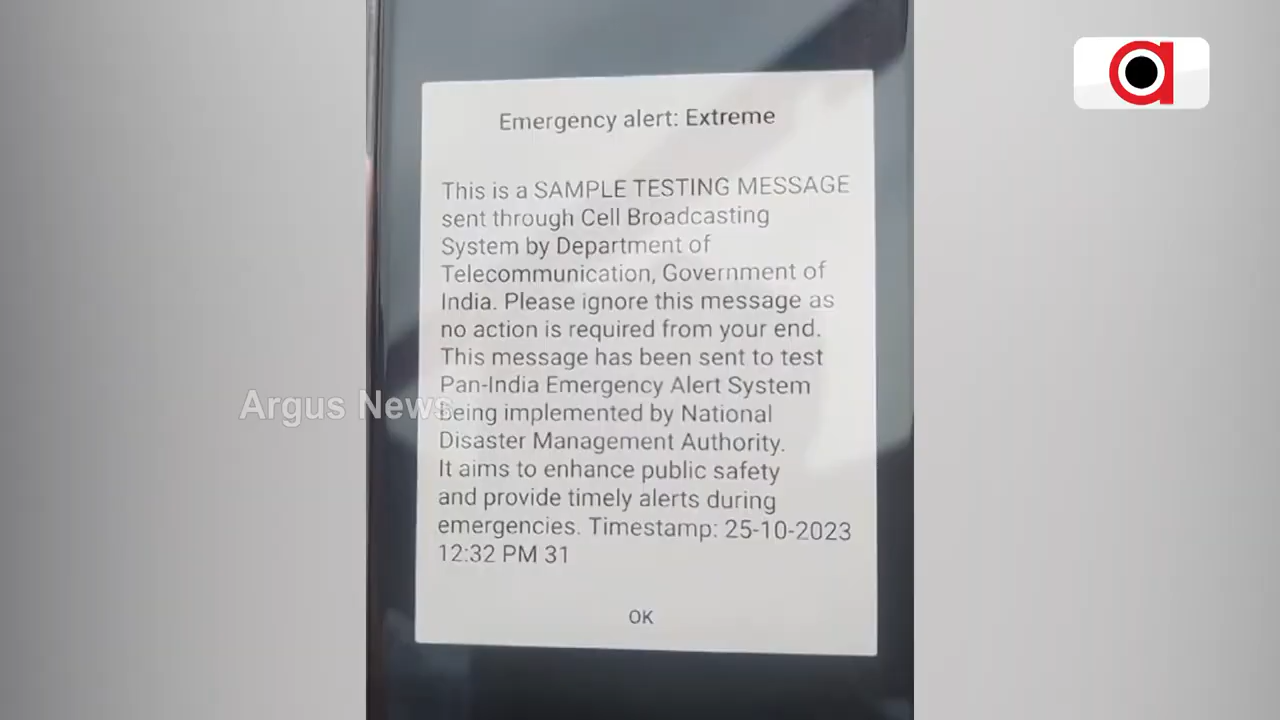 Emergency alert: Extreme
This is a SAMPLE TESTING MESSAGE
sent through Cell Broadcasting
System by Department of
Telecommunication, Government of
India. Please ignore this message as
no action is required from your end.
This message has been sent to test
Pan-India Emergency Alert System
being implemented by National
Disaster Management Authority.
It aims to enhance public safety
and provide timely alerts during
emergencies. Timestamp: 25-10-2023
12:32 PM 31
OK
Argus News
a